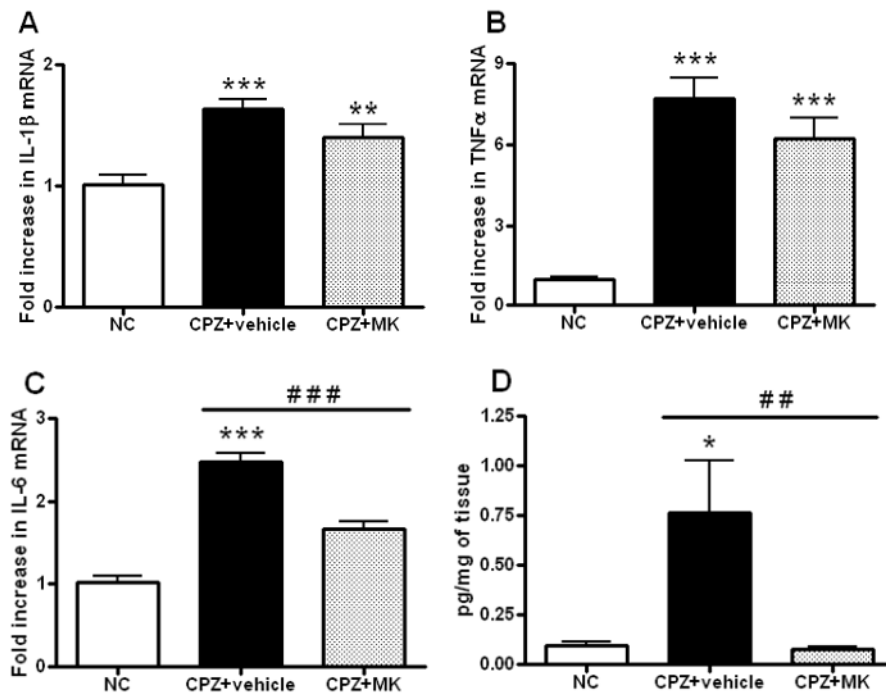 A
Fold increase in IL-1β mRNA
2
1
0
***
**
NC CPZ+vehicle CPZ+MK
B
Fold increase in TNFα mRNA
9
6
3
0
***
***
NC CPZ+vehicle CPZ+MK
C
Fold increase in IL-6 mRNA
3
2
1
0
###
***
NC CPZ+vehicle CPZ+MK
D
pg/mg of tissue
1.25
1.00
0.75
0.50
0.25
0.00
##
*
NC CPZ+vehicle CPZ+MK